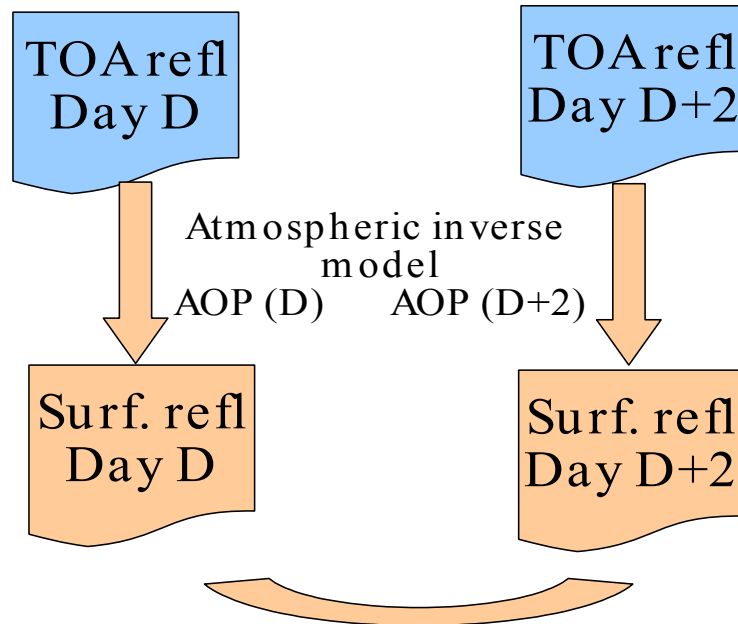 TOA refl
Day D
TOA refl
Day D+2
Atmospheric inverse
model
AOP (D) AOP (D+2)
Surf. refl
Day D
Surf. refl
Day D+2